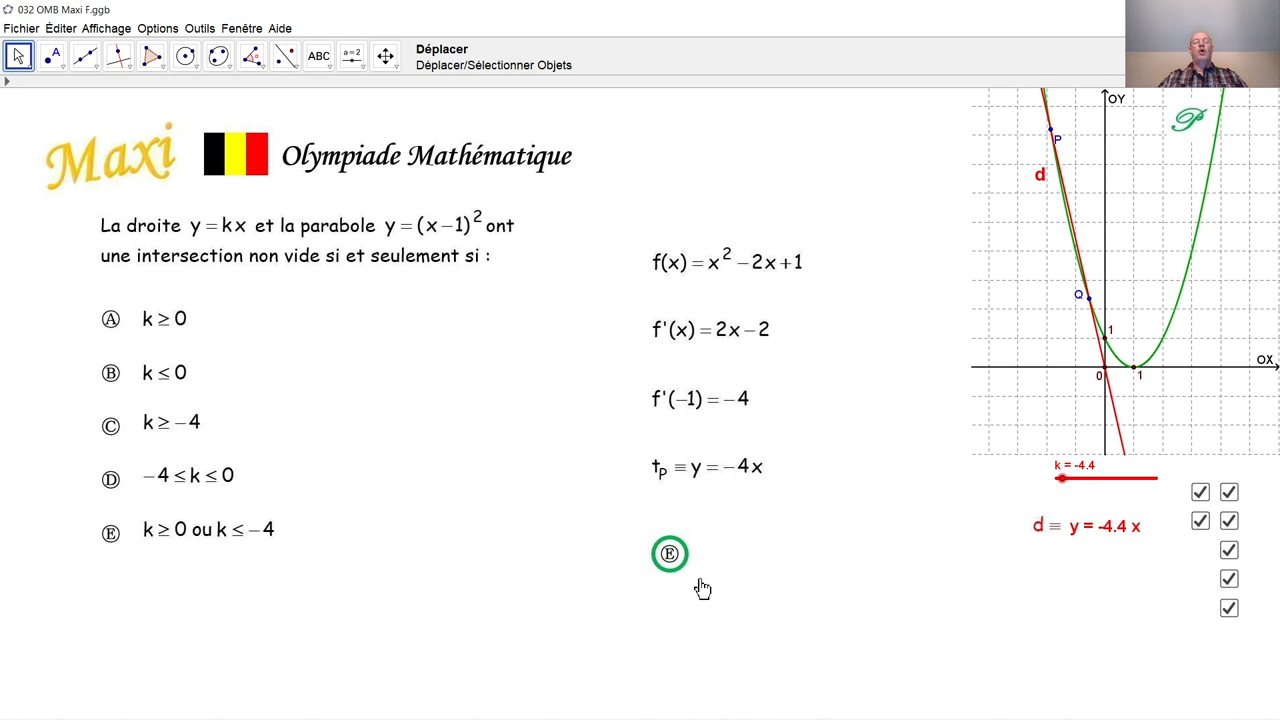 032 OMB Maxi F.ggb
Fichier Éditer Affichage Options Outils Fenêtre Aide
A ABC a=2
Déplacer
Déplacer/Sélectionner Objets
Maxi
Olympiade Mathématique
La droite y = kx et la parabole y = (x−1)² ont
une intersection non vide si et seulement si :
Ⓐ k ≥ 0
Ⓑ k ≤ 0
Ⓒ k ≥ −4
Ⓓ −4 ≤ k ≤ 0
Ⓔ k ≥ 0 ou k ≤ −4
f(x) = x² − 2x + 1
f'(x) = 2x − 2
f'(−1) = −4
t_P ≡ y = −4x
Ⓔ
OY
𝒫
P
d
Q
1
OX
0 1
k = -4.4
d ≡ y = -4.4 x